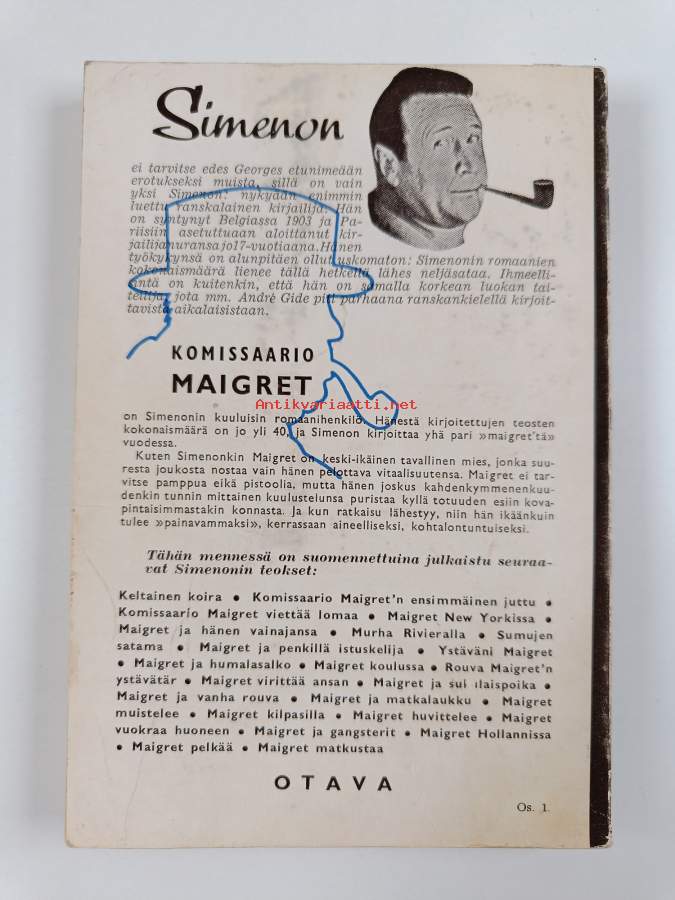 Simenon
ei tarvitse edes Georges etunimeään
erotukseksi muista, sillä on vain
yksi Simenon: nykyään enimmin
luettu ranskalainen kirjailija. Hän
on syntynyt Belgiassa 1903 ja Pa-
riisiin asetuttuaan aloittanut kir-
jailijanuransa jo 17-vuotiaana. Hänen
työkykynsä on alunpitäen ollut uskomaton: Simenonin romaanien
kokonaismäärä lienee tällä hetkellä lähes neljäsataa. Ihmeelli-
sintä on kuitenkin, että hän on samalla korkean luokan tai-
teilija, jota mm. André Gide piti parhaana ranskankielellä kirjoit-
tavista aikalaisistaan.
KOMISSAARIO
MAIGRET
Antikvariaatti.net
on Simenonin kuuluisin romaanihenkilö. Hänestä kirjoitettujen teosten
kokonaismäärä on jo yli 40, ja Simenon kirjoittaa yhä pari »maigret'tä»
vuodessa.
Kuten Simenonkin Maigret on keski-ikäinen tavallinen mies, jonka suu-
resta joukosta nostaa vain hänen pelottava vitaalisuutensa. Maigret ei tar-
vitse pamppua eikä pistoolia, mutta hänen joskus kahdenkymmenenkuu-
denkin tunnin mittainen kuulustelunsa puristaa kyllä totuuden esiin kova-
pintaisimmastakin konnasta. Ja kun ratkaisu lähestyy, niin hän ikäänkuin
tulee »painavammaksi», kerrassaan aineelliseksi, kohtalontuntuiseksi.
Tähän mennessä on suomennettuina julkaistu seuraa-
vat Simenonin teokset:
Keltainen koira • Komissaario Maigret'n ensimmäinen juttu •
Komissaario Maigret viettää lomaa • Maigret New Yorkissa •
Maigret ja hänen vainajansa • Murha Rivieralla • Sumujen
satama • Maigret ja penkillä istuskelija • Ystäväni Maigret
• Maigret ja humalasalko • Maigret koulussa • Rouva Maigret'n
ystävätär • Maigret virittää ansan • Maigret ja sui ilaispoika •
Maigret ja vanha rouva • Maigret ja matkalaukku • Maigret
muistelee • Maigret kilpasilla • Maigret huvittelee • Maigret
vuokraa huoneen • Maigret ja gangsterit • Maigret Hollannissa
• Maigret pelkää • Maigret matkustaa
OTAVA
Os. 1.